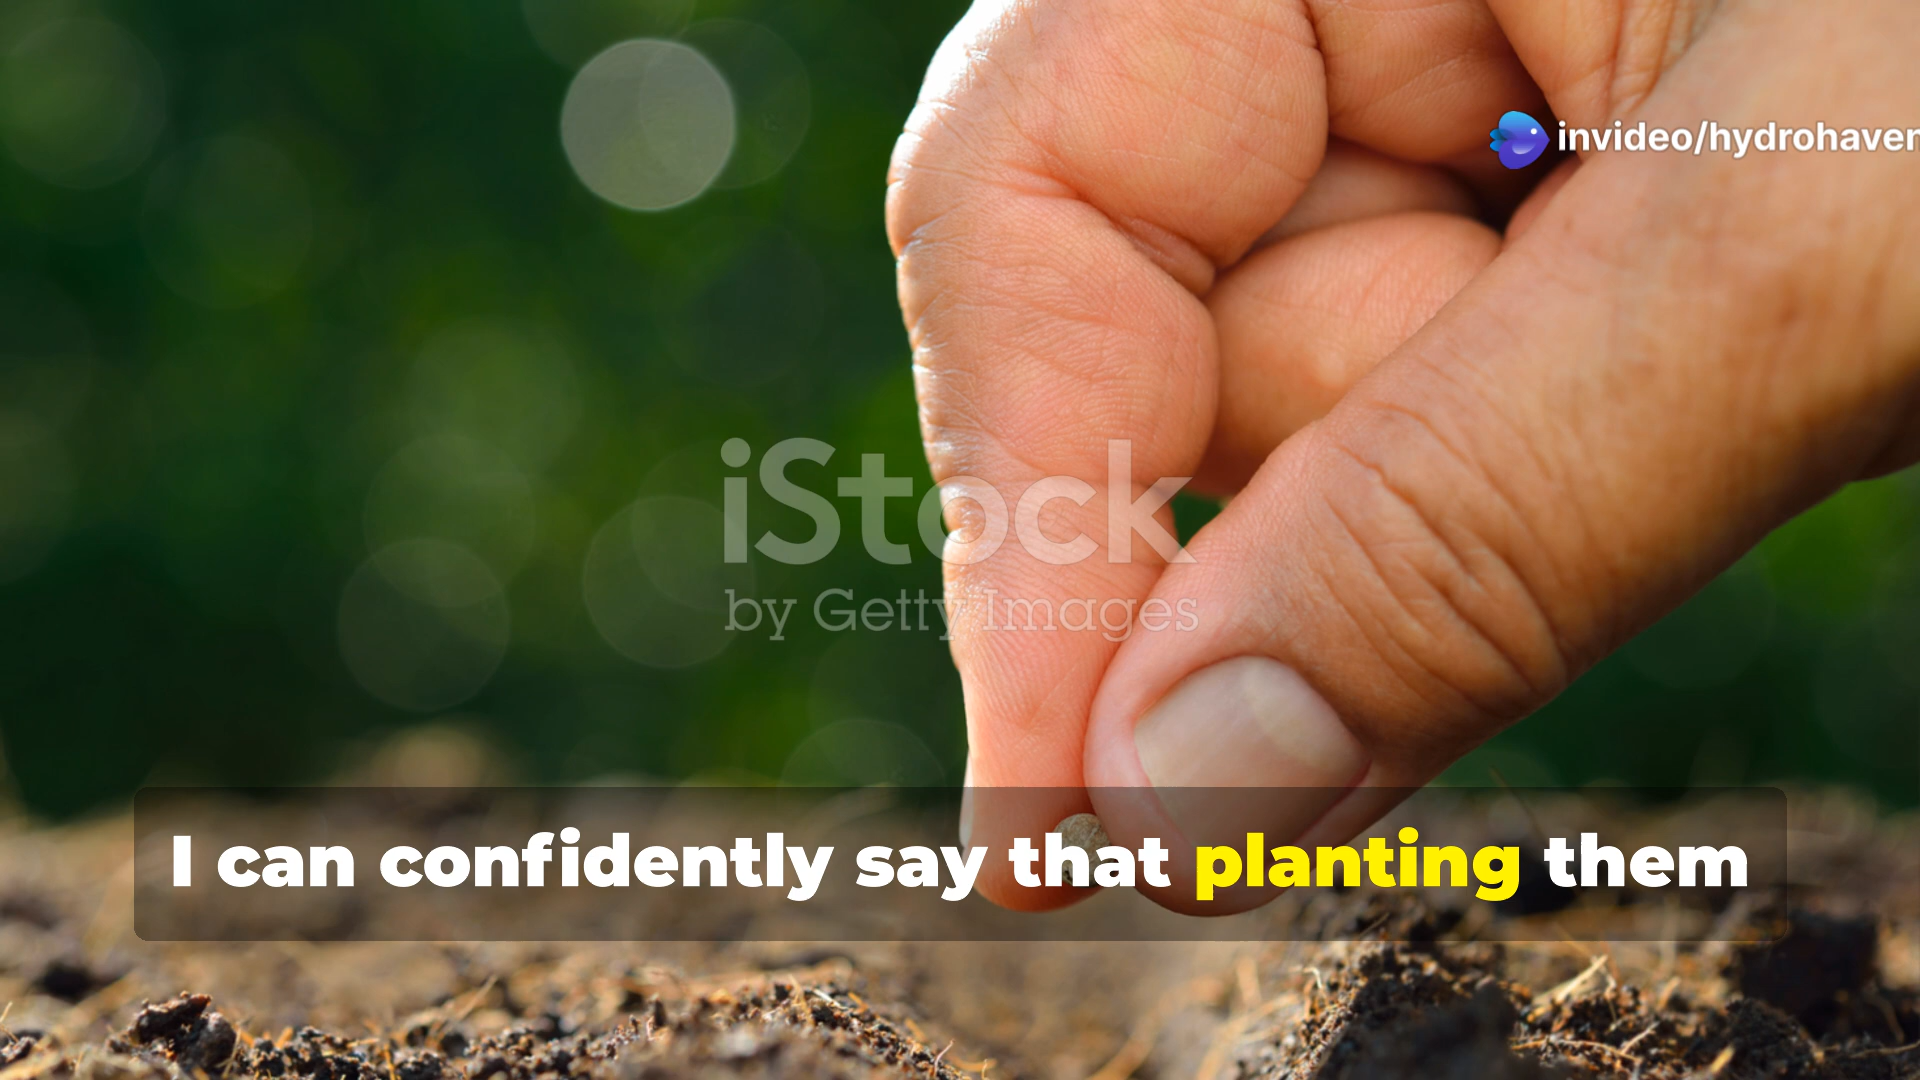 invideo/hydrohaven
iStock
by Getty Images
I can confidently say that planting them